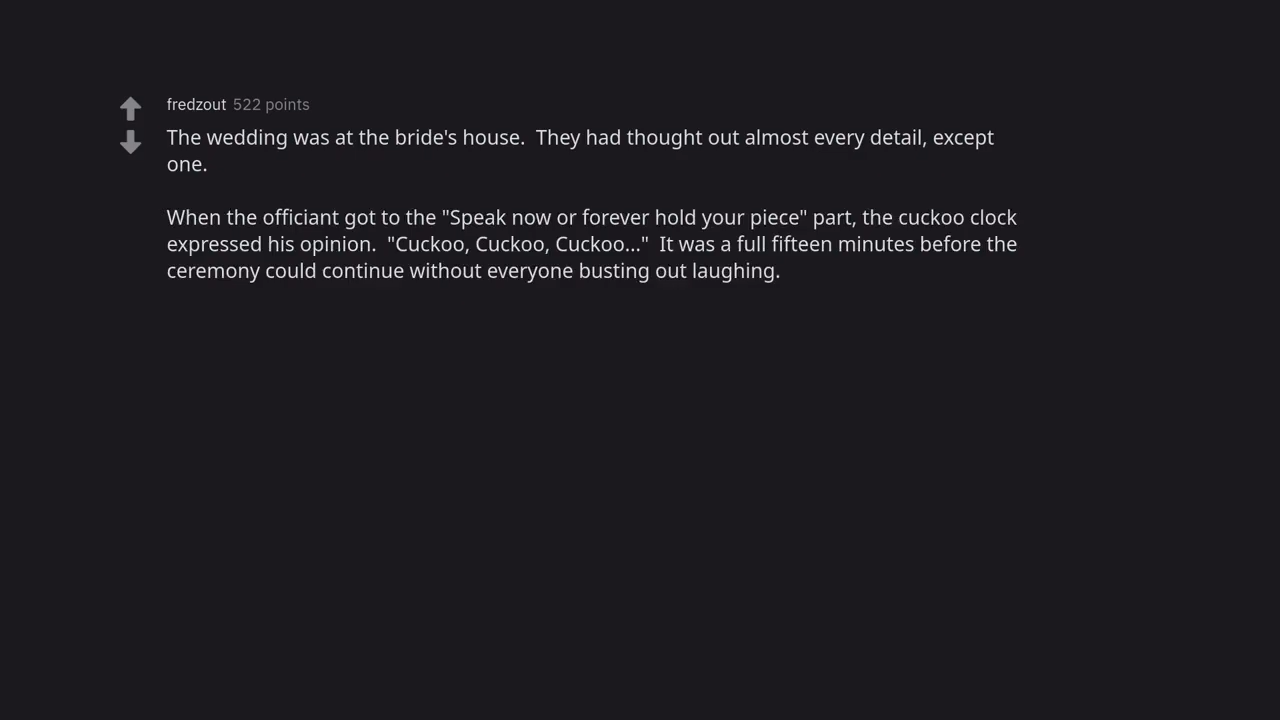 fredzout 522 points
The wedding was at the bride's house.  They had thought out almost every detail, except
one.
When the officiant got to the "Speak now or forever hold your piece" part, the cuckoo clock
expressed his opinion.  "Cuckoo, Cuckoo, Cuckoo..."  It was a full fifteen minutes before the
ceremony could continue without everyone busting out laughing.